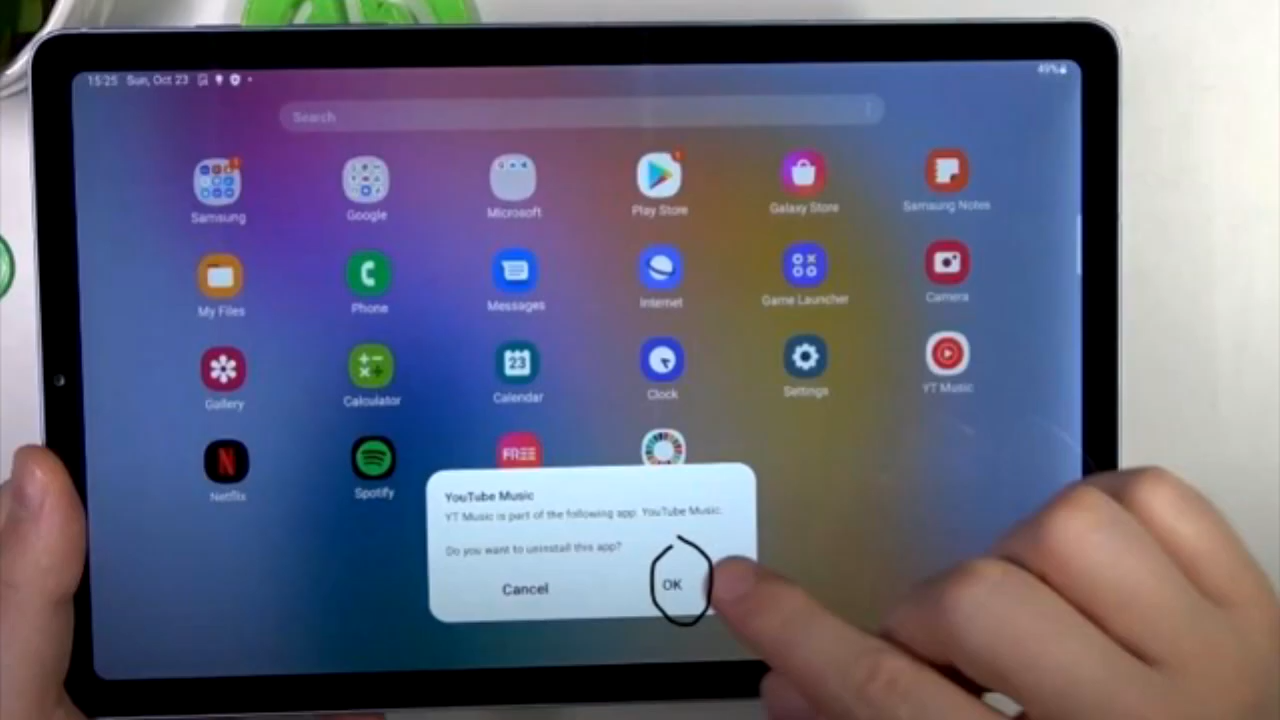 15:25 Sun, Oct 23
49%
Search
Samsung
Google
Microsoft
Play Store
Galaxy Store
Samsung Notes
My Files
Phone
Messages
Internet
Game Launcher
Camera
Gallery
Calculator
23
Calendar
Clock
Settings
YT Music
N
Netflix
Spotify
FREE
YouTube Music
YT Music is part of the following app: YouTube Music.
Do you want to uninstall this app?
Cancel
OK